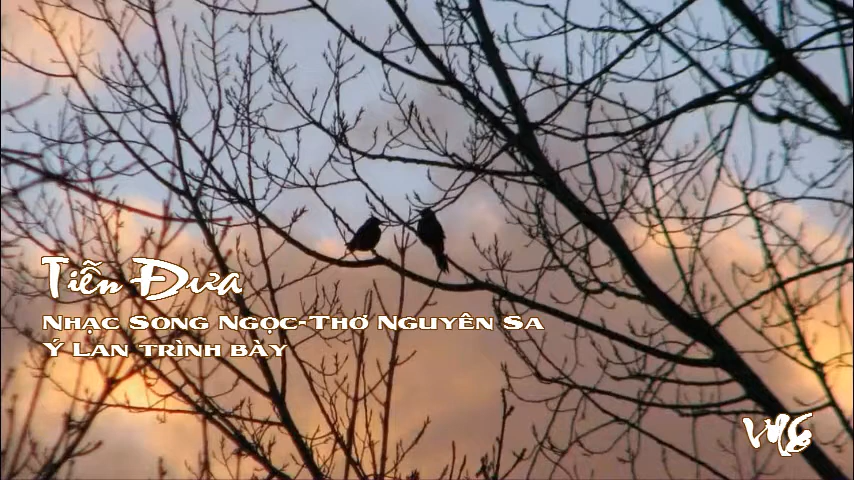 Tiễn Đưa
Nhạc Song Ngọc-Thơ Nguyên Sa
Ý Lan trình bày